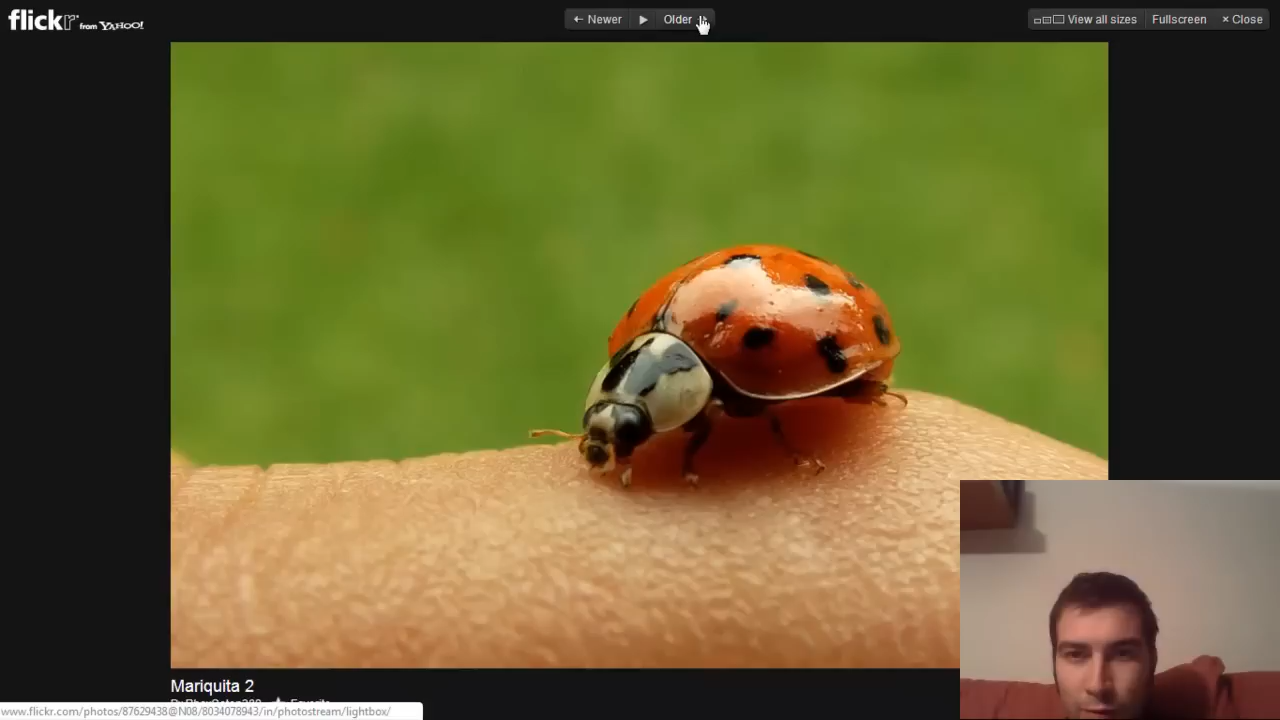 flickr from YAHOO!
← Newer
Older
View all sizes
Fullscreen
× Close
Mariquita 2
Favorite
www.flickr.com/photos/87629438@N08/8034078943/in/photostream/lightbox/